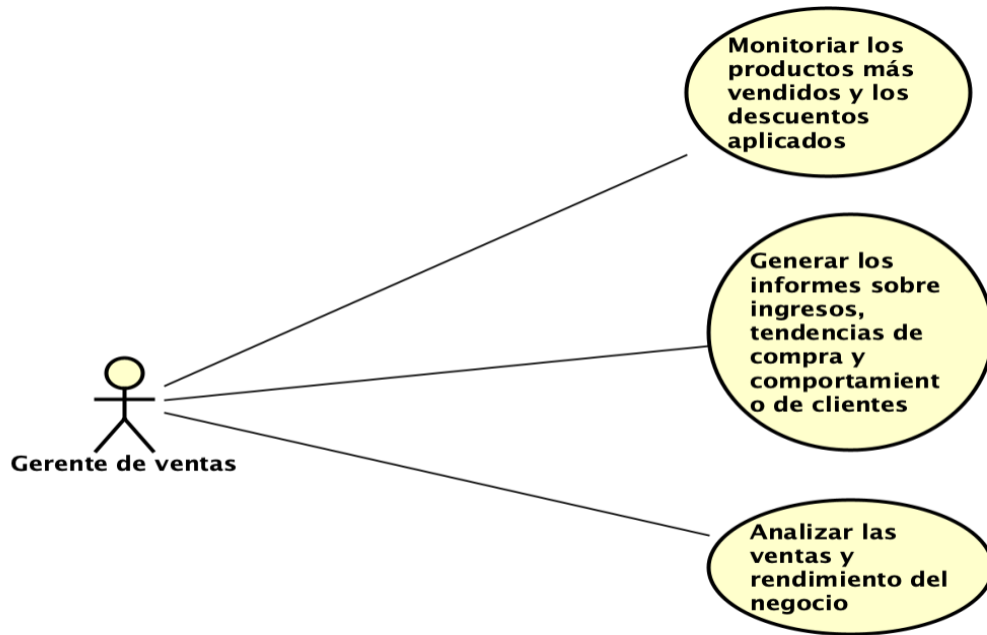 Monitoriar los
productos más
vendidos y los
descuentos
aplicados
Generar los
informes sobre
ingresos,
tendencias de
compra y
comportamient
o de clientes
Gerente de ventas
Analizar las
ventas y
rendimiento del
negocio